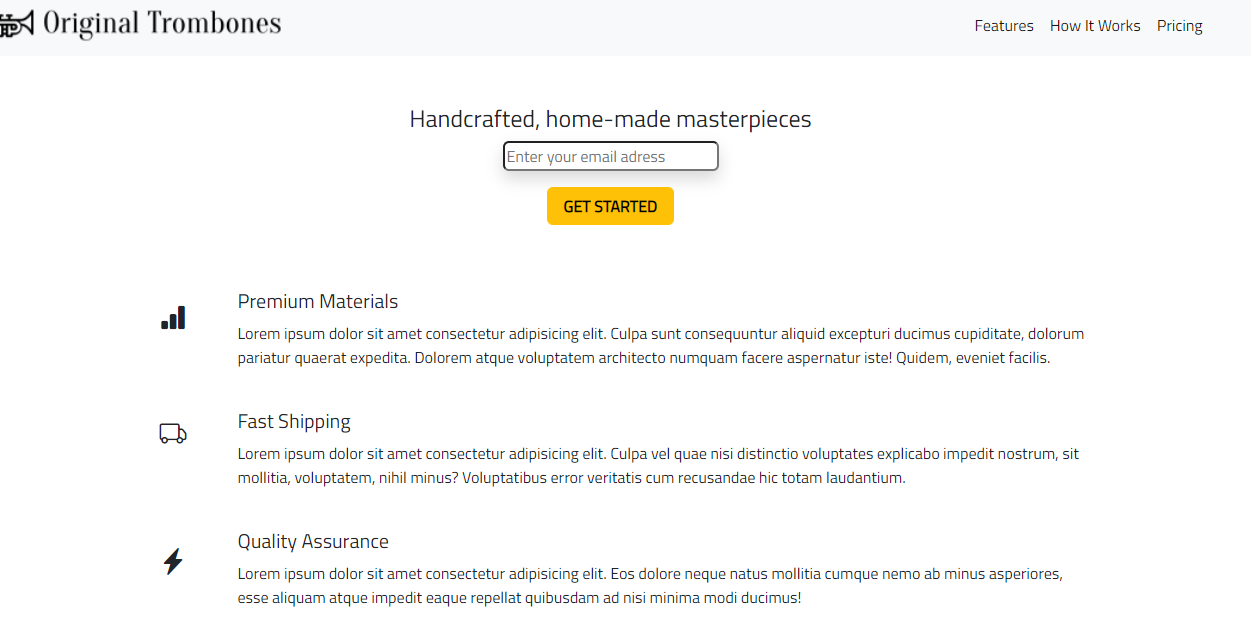 Original Trombones
Features How It Works Pricing
Handcrafted, home-made masterpieces
Enter your email adress
GET STARTED
Premium Materials
Lorem ipsum dolor sit amet consectetur adipisicing elit. Culpa sunt consequuntur aliquid excepturi ducimus cupiditate, dolorum
pariatur quaerat expedita. Dolorem atque voluptatem architecto numquam facere aspernatur iste! Quidem, eveniet facilis.
Fast Shipping
Lorem ipsum dolor sit amet consectetur adipisicing elit. Culpa vel quae nisi distinctio voluptates explicabo impedit nostrum, sit
mollitia, voluptatem, nihil minus? Voluptatibus error veritatis cum recusandae hic totam laudantium.
Quality Assurance
Lorem ipsum dolor sit amet consectetur adipisicing elit. Eos dolore neque natus mollitia cumque nemo ab minus asperiores,
esse aliquam atque impedit eaque repellat quibusdam ad nisi minima modi ducimus!